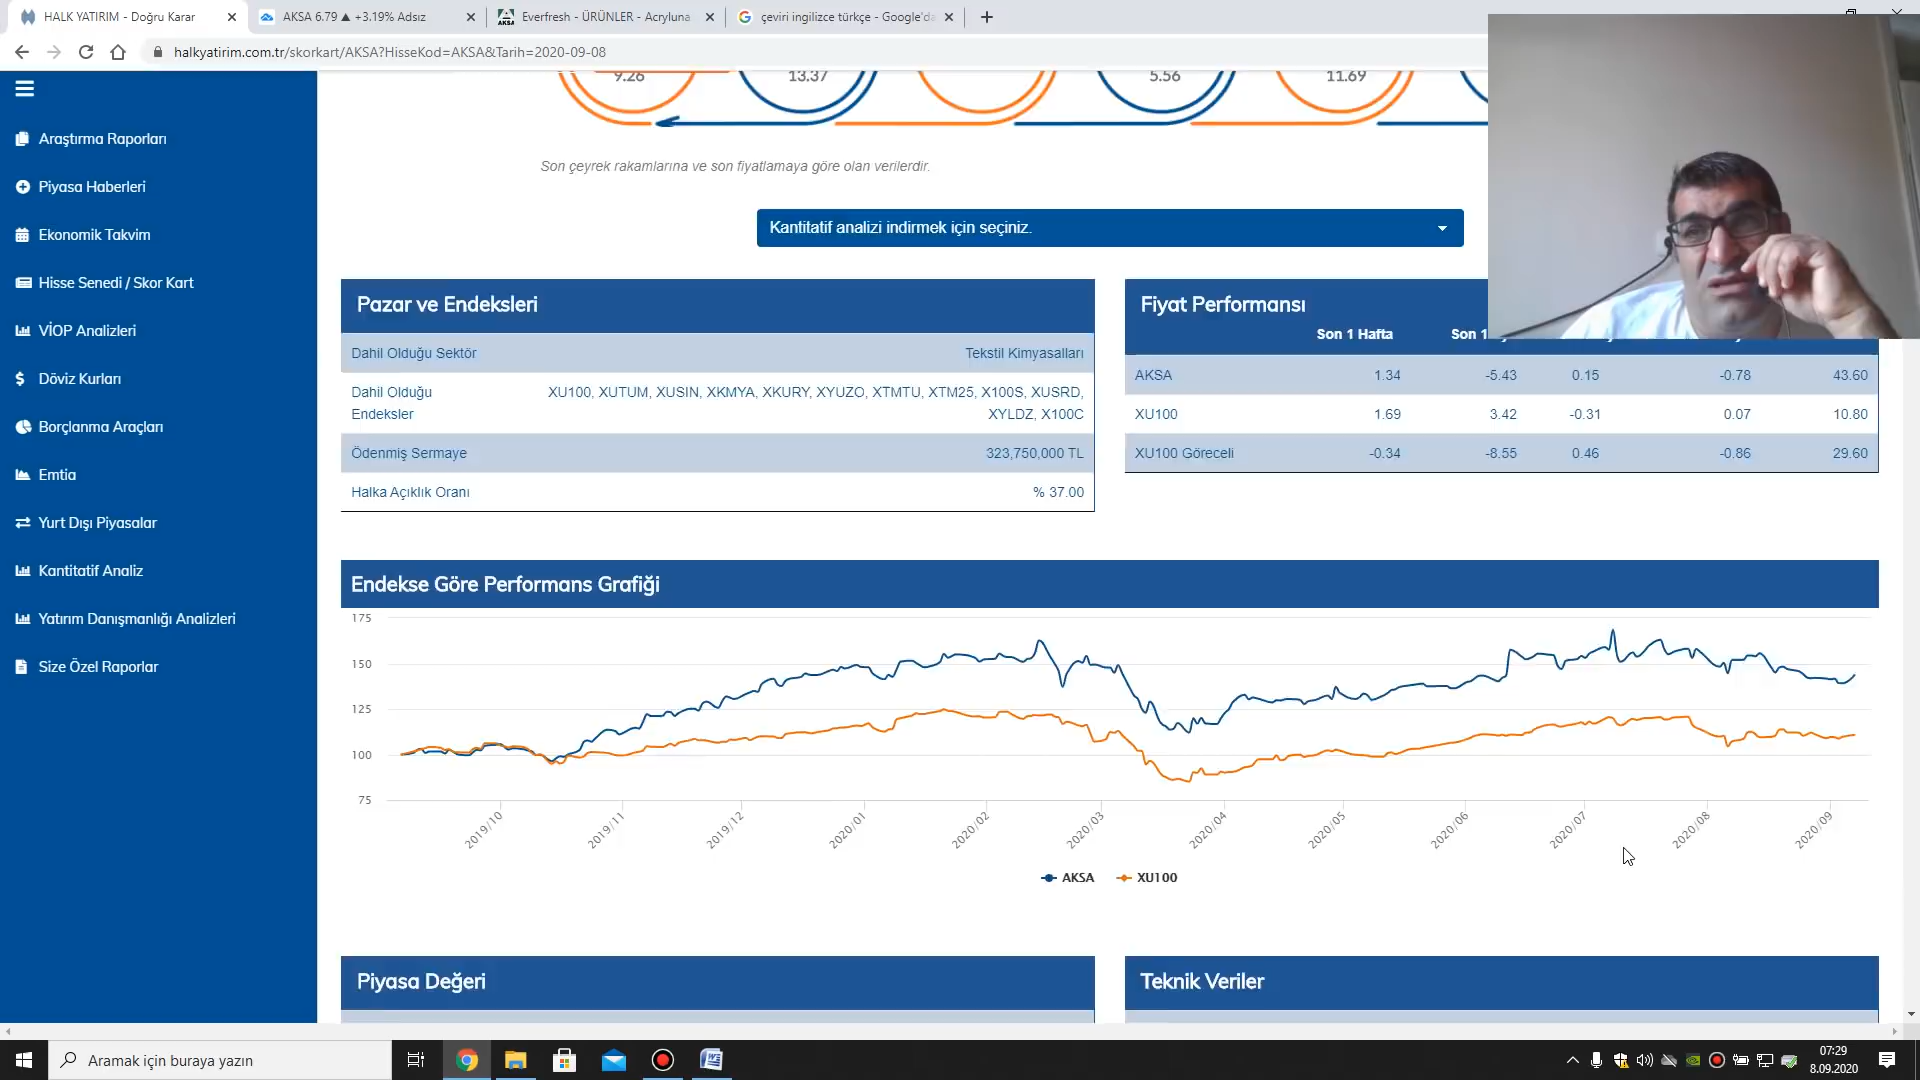 HALK YATIRIM - Doğru Karar
AKSA 6.79 ▲ +3.19% Adsız
Everfresh - ÜRÜNLER - Acryluna
çeviri ingilizce türkçe - Google'da
halkyatirim.com.tr/skorkart/AKSA?HisseKod=AKSA&Tarih=2020-09-08
Araştırma Raporları
Piyasa Haberleri
Ekonomik Takvim
Hisse Senedi / Skor Kart
VİOP Analizleri
Döviz Kurları
Borçlanma Araçları
Emtia
Yurt Dışı Piyasalar
Kantitatif Analiz
Yatırım Danışmanlığı Analizleri
Size Özel Raporlar
9.26 13.37 5.56 11.69
Son çeyrek rakamlarına ve son fiyatlamaya göre olan verilerdir.
Kantitatif analizi indirmek için seçiniz.
Pazar ve Endeksleri
Dahil Olduğu Sektör Tekstil Kimyasalları
Dahil Olduğu XU100, XUTUM, XUSIN, XKMYA, XKURY, XYUZO, XTMTU, XTM25, X100S, XUSRD,
Endeksler XYLDZ, X100C
Ödenmiş Sermaye 323,750,000 TL
Halka Açıklık Oranı % 37.00
Fiyat Performansı
Son 1 Hafta Son 1
AKSA 1.34 -5.43 0.15 -0.78 43.60
XU100 1.69 3.42 -0.31 0.07 10.80
XU100 Göreceli -0.34 -8.55 0.46 -0.86 29.60
Endekse Göre Performans Grafiği
175
150
125
100
75
2019/10 2019/11 2019/12 2020/01 2020/02 2020/03 2020/04 2020/05 2020/06 2020/07 2020/08 2020/09
AKSA XU100
Piyasa Değeri
Teknik Veriler
Aramak için buraya yazın
07:29
8.09.2020